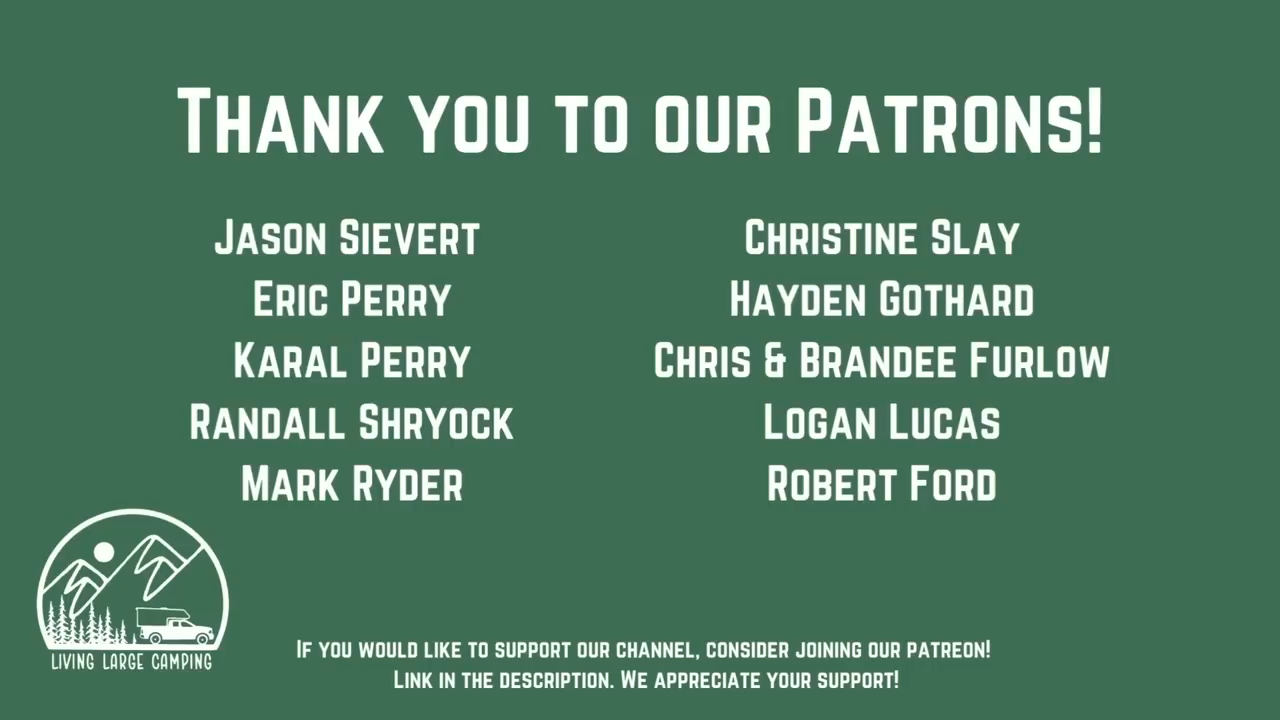 Thank you to our Patrons!
Jason Sievert
Eric Perry
Karal Perry
Randall Shryock
Mark Ryder
Christine Slay
Hayden Gothard
Chris & Brandee Furlow
Logan Lucas
Robert Ford
LIVING LARGE CAMPING
If you would like to support our channel, consider joining our patreon!
Link in the description. We appreciate your support!